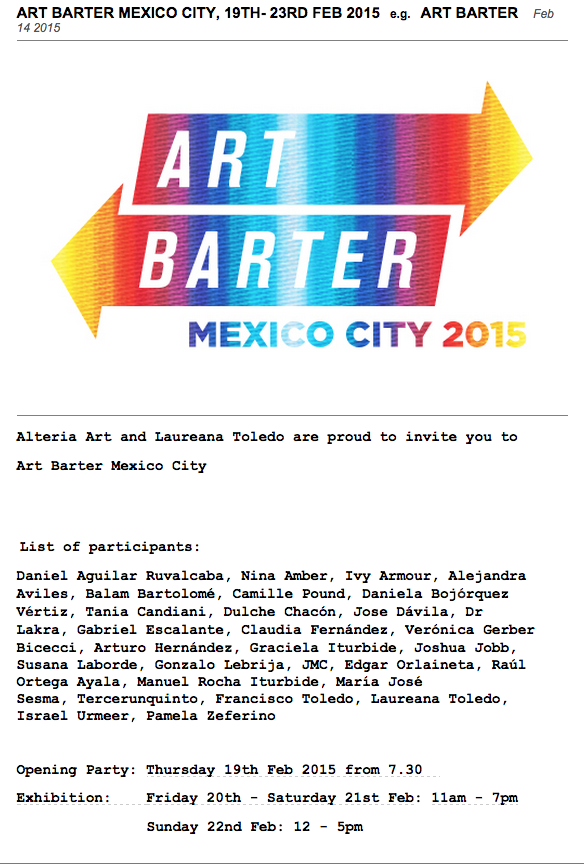 ART BARTER MEXICO CITY, 19TH- 23RD FEB 2015 e.g. ART BARTER Feb
14 2015
ART
BARTER
MEXICO CITY 2015
Alteria Art and Laureana Toledo are proud to invite you to
Art Barter Mexico City
List of participants:
Daniel Aguilar Ruvalcaba, Nina Amber, Ivy Armour, Alejandra
Aviles, Balam Bartolomé, Camille Pound, Daniela Bojórquez
Vértiz, Tania Candiani, Dulche Chacón, Jose Dávila, Dr
Lakra, Gabriel Escalante, Claudia Fernández, Verónica Gerber
Bicecci, Arturo Hernández, Graciela Iturbide, Joshua Jobb,
Susana Laborde, Gonzalo Lebrija, JMC, Edgar Orlaineta, Raúl
Ortega Ayala, Manuel Rocha Iturbide, María José
Sesma, Tercerunquinto, Francisco Toledo, Laureana Toledo,
Israel Urmeer, Pamela Zeferino
Opening Party: Thursday 19th Feb 2015 from 7.30
Exhibition: Friday 20th - Saturday 21st Feb: 11am - 7pm
Sunday 22nd Feb: 12 - 5pm